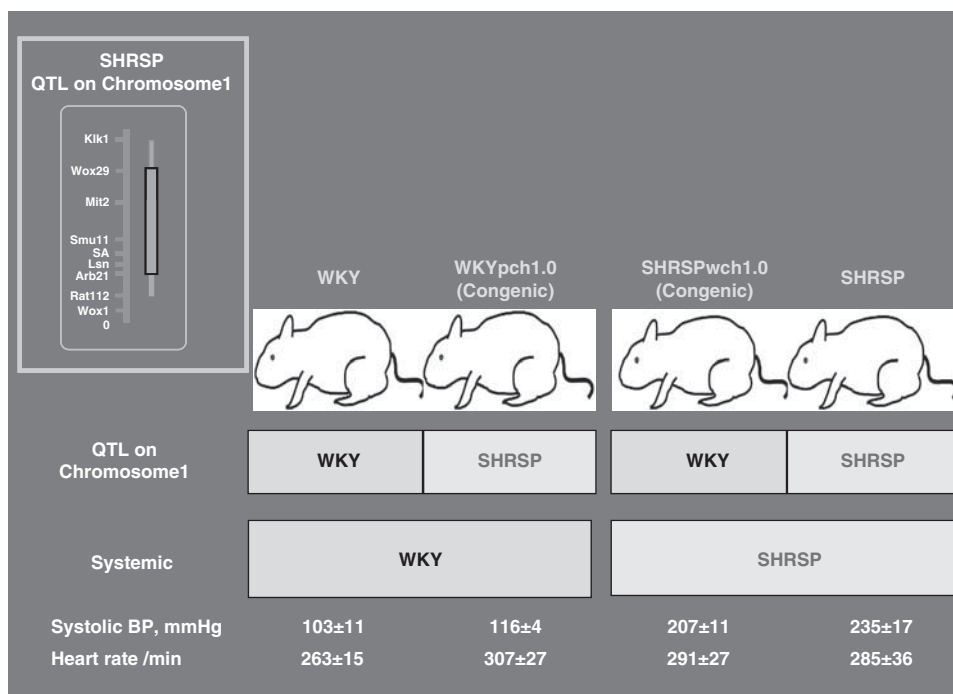 SHRSP
QTL on Chromosome1
Klk1
Wox29
Mit2
Smu11
SA
Lsn
Arb21
Rat112
Wox1
0
WKY
WKYpch1.0
(Congenic)
SHRSPwch1.0
(Congenic)
SHRSP
QTL on
Chromosome1
WKY
SHRSP
WKY
SHRSP
Systemic
WKY
SHRSP
Systolic BP, mmHg 103±11 116±4 207±11 235±17
Heart rate /min 263±15 307±27 291±27 285±36